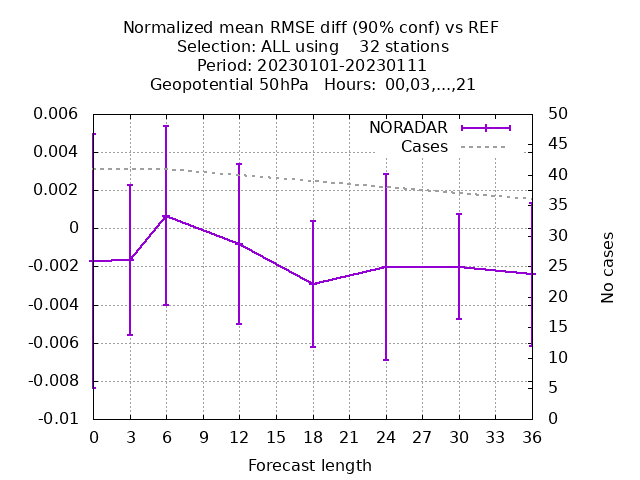 Normalized mean RMSE diff (90% conf) vs REF
Selection: ALL using    32 stations
Period: 20230101-20230111
Geopotential 50hPa   Hours: 00,03,...,21
NORADAR
Cases
0.006
0.004
0.002
0
-0.002
-0.004
-0.006
-0.008
-0.01
50
45
40
35
30
25
20
15
10
5
0
No cases
0 3 6 9 12 15 18 21 24 27 30 33 36
Forecast length